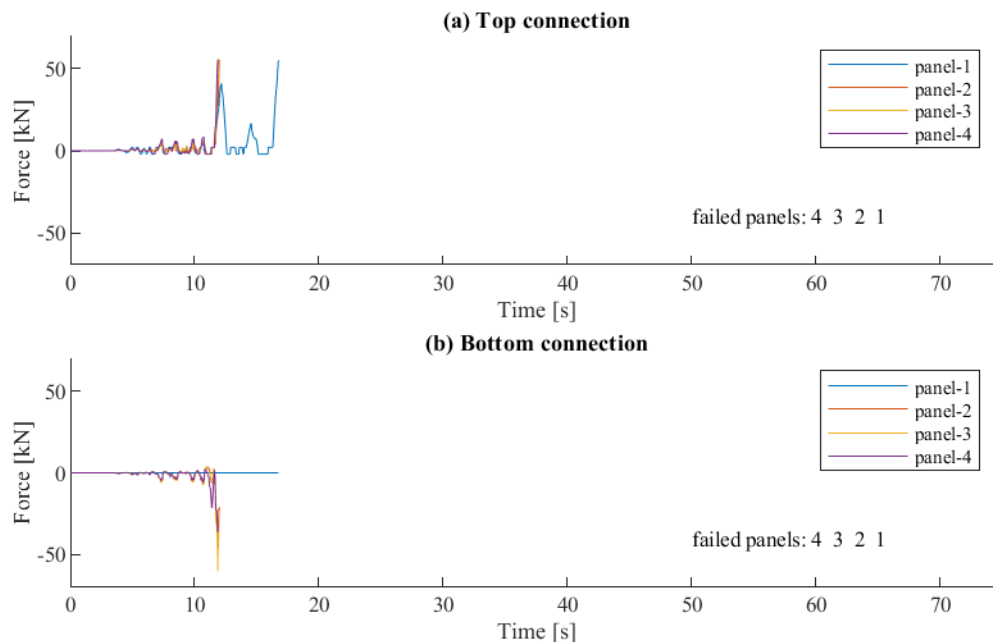 (a) Top connection
50
0
-50
Force [kN]
panel-1
panel-2
panel-3
panel-4
failed panels: 4 3 2 1
0 10 20 30 40 50 60 70
Time [s]
(b) Bottom connection
50
0
-50
Force [kN]
panel-1
panel-2
panel-3
panel-4
failed panels: 4 3 2 1
0 10 20 30 40 50 60 70
Time [s]